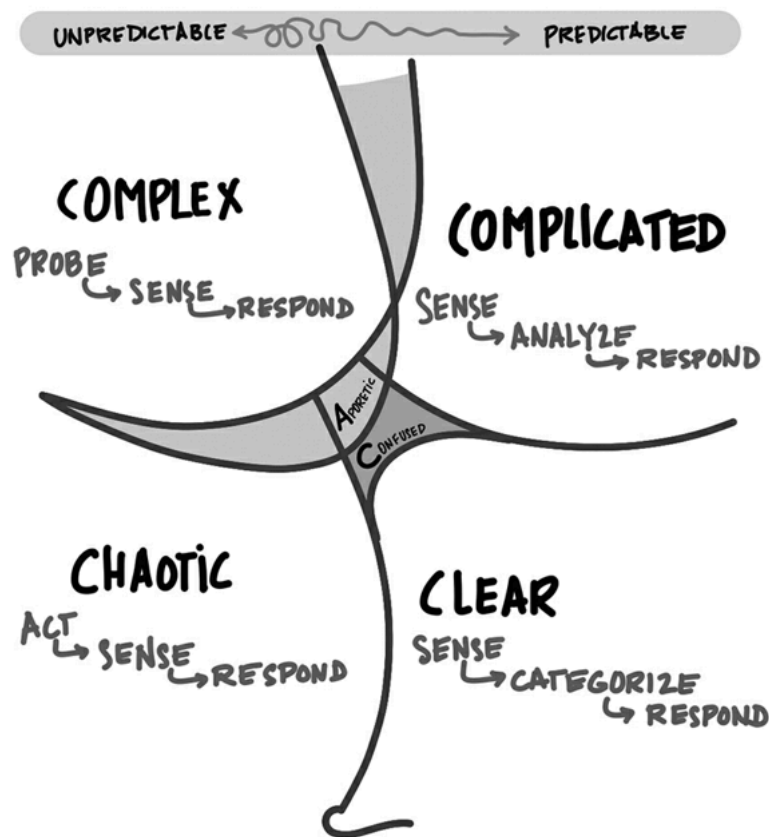 UNPREDICTABLE PREDICTABLE
COMPLEX
PROBE
SENSE
RESPOND
COMPLICATED
SENSE
ANALYZE
RESPOND
APORETIC
CONFUSED
CHAOTIC
ACT
SENSE
RESPOND
CLEAR
SENSE
CATEGORIZE
RESPOND